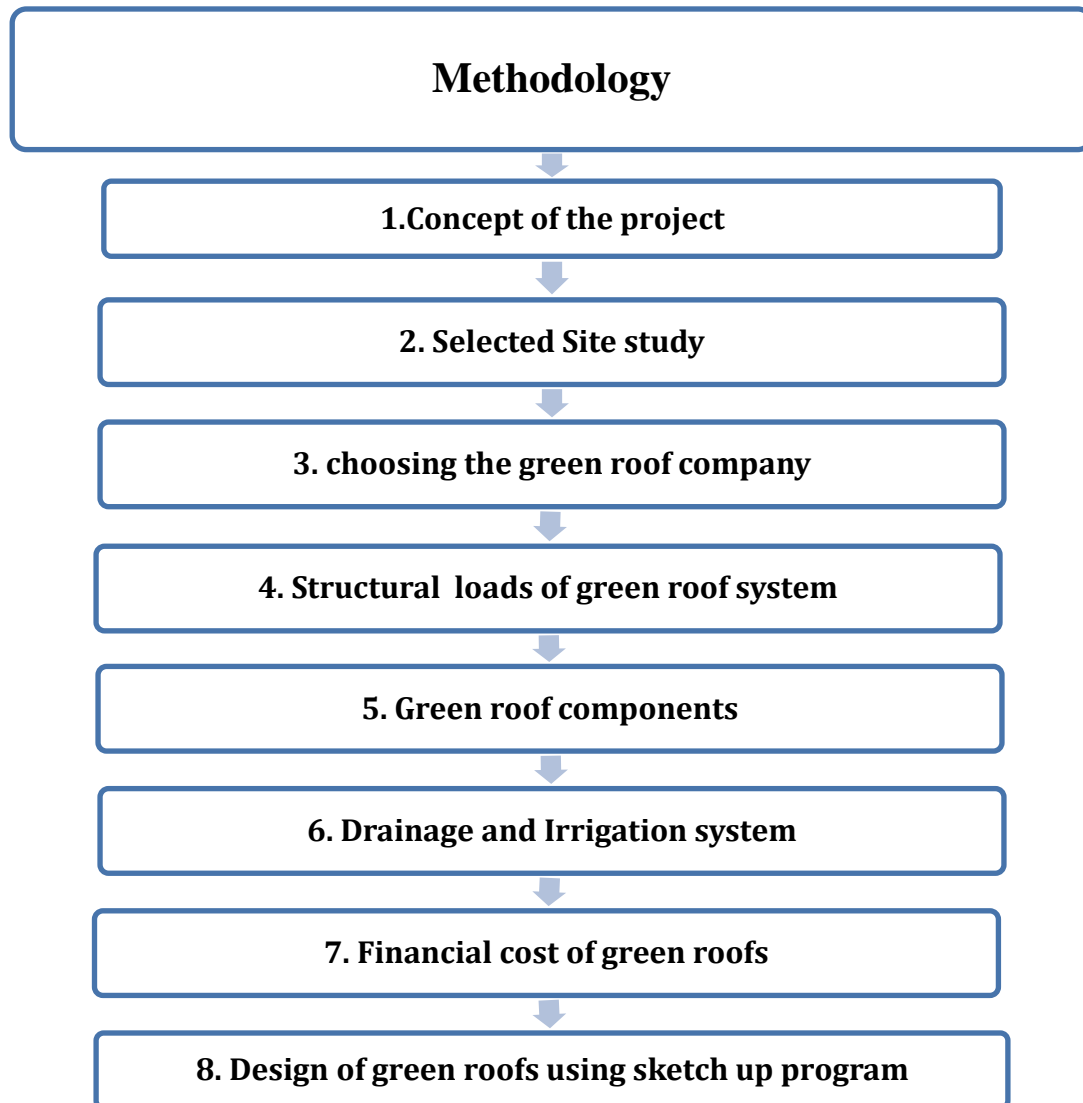 Methodology
1.Concept of the project
2. Selected Site study
3. choosing the green roof company
4. Structural  loads of green roof system
5. Green roof components
6. Drainage and Irrigation system
7. Financial cost of green roofs
8. Design of green roofs using sketch up program